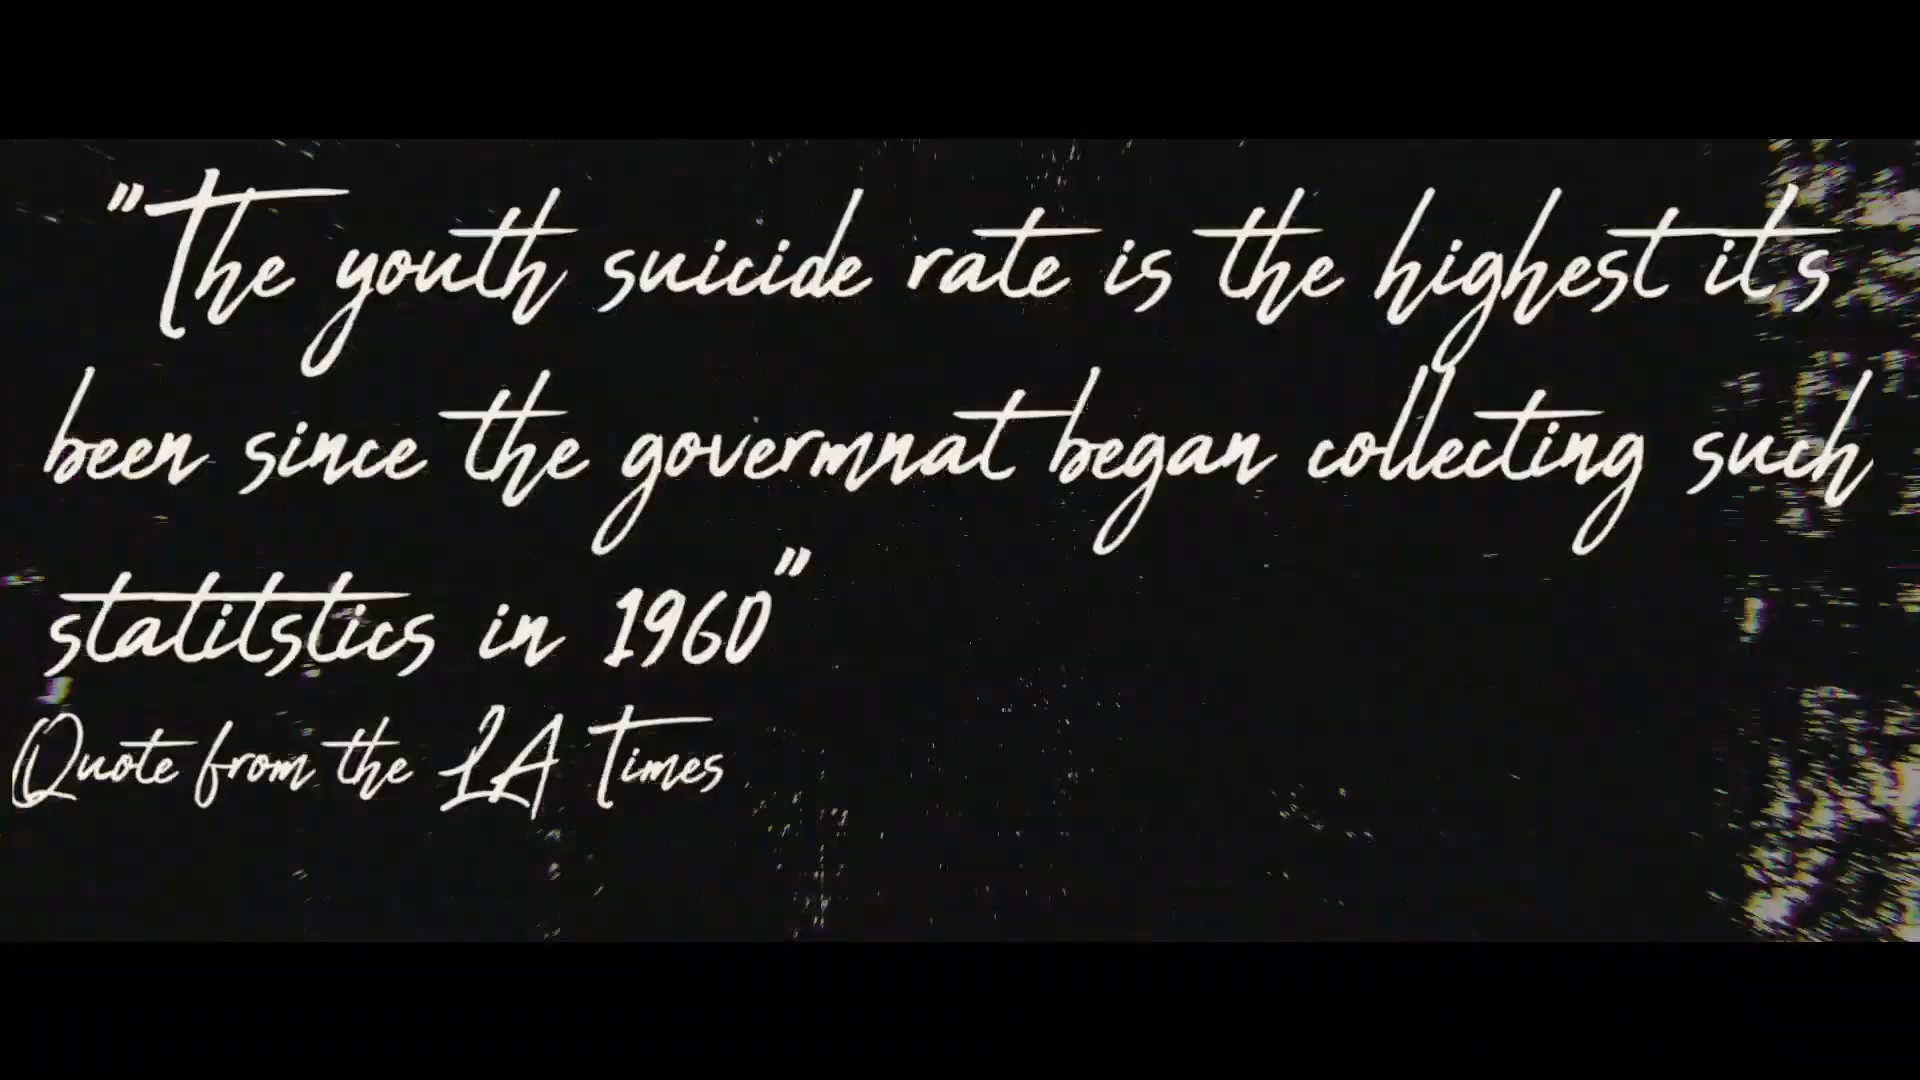 "The youth suicide rate is the highest it's
been since the govermnat began collecting such
statitstics in 1960"
Quote from the LA Times